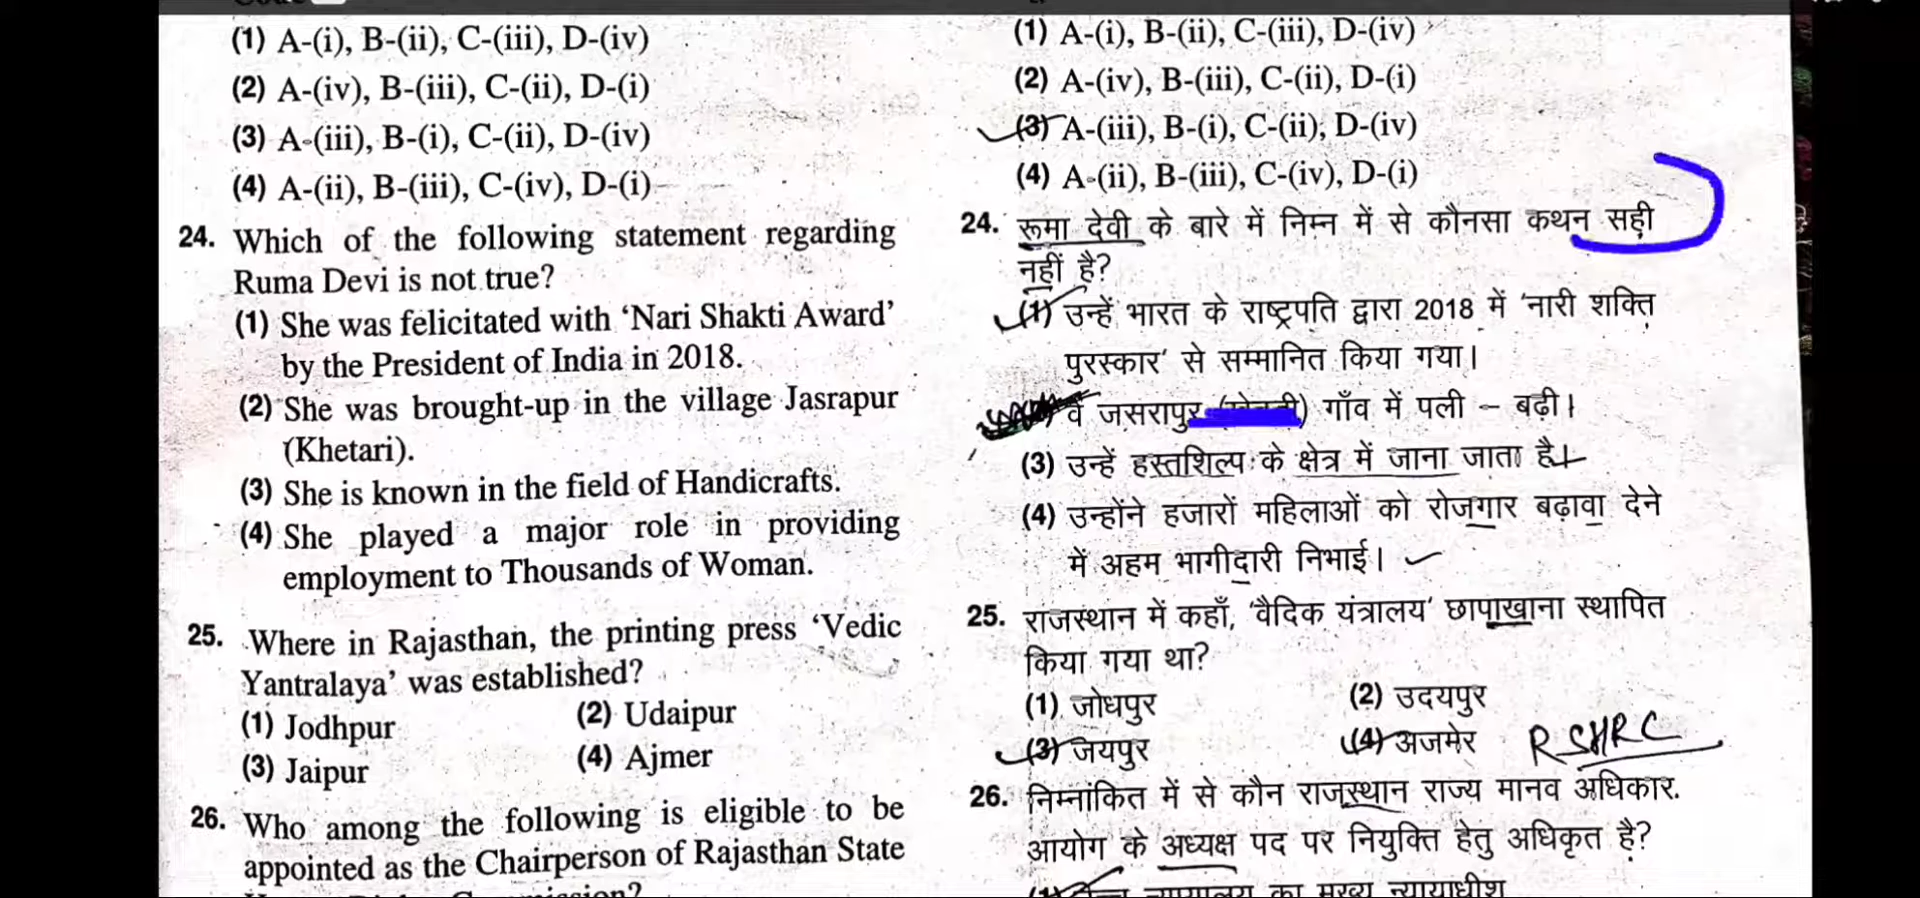 (1) A-(i), B-(ii), C-(iii), D-(iv)
(2) A-(iv), B-(iii), C-(ii), D-(i)
(3) A-(iii), B-(i), C-(ii), D-(iv)
(4) A-(ii), B-(iii), C-(iv), D-(i)
24. Which of the following statement regarding
Ruma Devi is not true?
(1) She was felicitated with ‘Nari Shakti Award’
by the President of India in 2018.
(2) She was brought-up in the village Jasrapur
(Khetari).
(3) She is known in the field of Handicrafts.
(4) She played a major role in providing
employment to Thousands of Woman.
25. Where in Rajasthan, the printing press ‘Vedic
Yantralaya’ was established?
(1) Jodhpur (2) Udaipur
(3) Jaipur (4) Ajmer
26. Who among the following is eligible to be
appointed as the Chairperson of Rajasthan State
(1) A-(i), B-(ii), C-(iii), D-(iv)
(2) A-(iv), B-(iii), C-(ii), D-(i)
(3) A-(iii), B-(i), C-(ii), D-(iv)
(4) A-(ii), B-(iii), C-(iv), D-(i)
24. रूमा देवी के बारे में निम्न में से कौनसा कथन सही
नहीं है?
(1) उन्हें भारत के राष्ट्रपति द्वारा 2018 में ‘नारी शक्ति
पुरस्कार’ से सम्मानित किया गया।
वे जसरापुर गाँव में पली – बढ़ी।
(3) उन्हें हस्तशिल्प के क्षेत्र में जाना जाता है।
(4) उन्होंने हजारों महिलाओं को रोजगार बढ़ावा देने
में अहम भागीदारी निभाई।
25. राजस्थान में कहाँ, ‘वैदिक यंत्रालय’ छापाखाना स्थापित
किया गया था?
(1) जोधपुर (2) उदयपुर
(3) जयपुर (4) अजमेर RSHRC
26. निम्नांकित में से कौन राजस्थान राज्य मानव अधिकार
आयोग के अध्यक्ष पद पर नियुक्ति हेतु अधिकृत है?